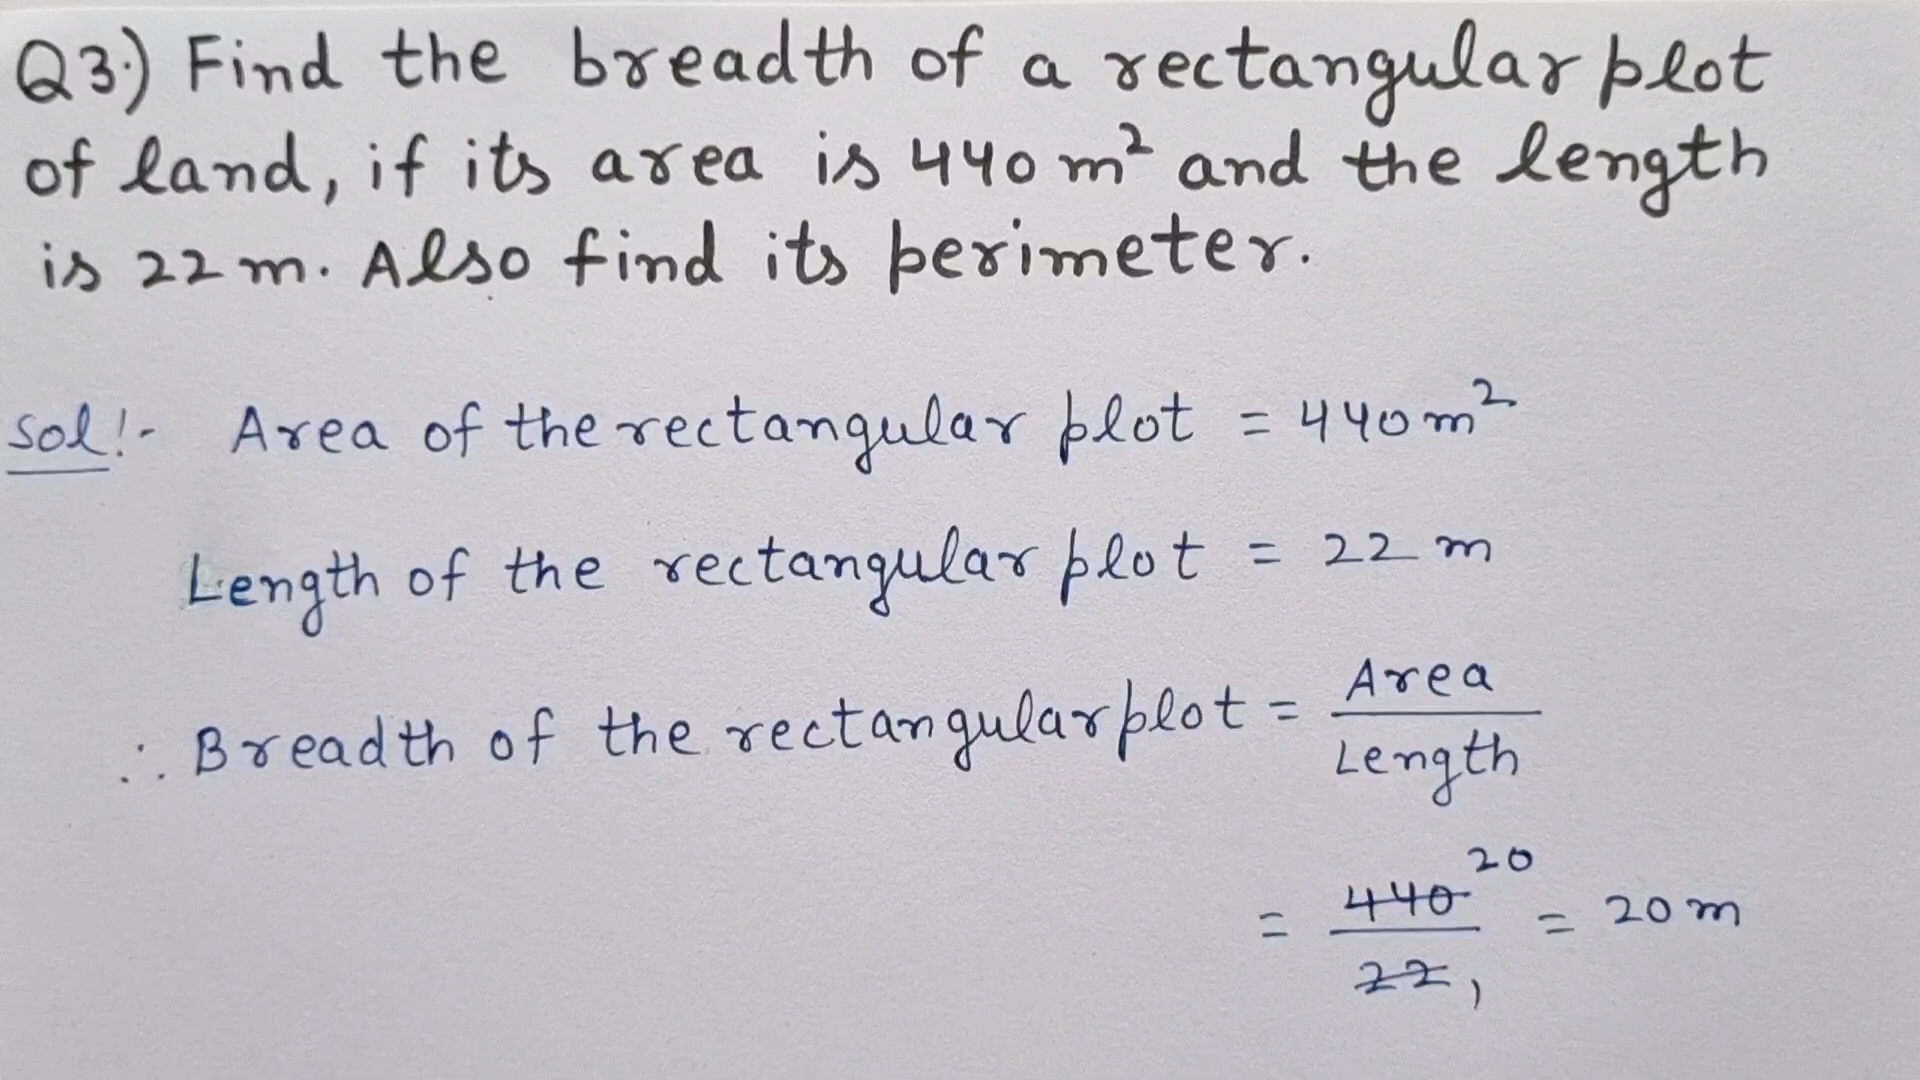 Q3.) Find the breadth of a rectangular plot
of land, if its area is 440 m² and the length
is 22 m. Also find its perimeter.
Sol!- Area of the rectangular plot = 440 m²
Length of the rectangular plot = 22 m
∴ Breadth of the rectangular plot = Area
Length
20
= 440 = 20 m
22 1